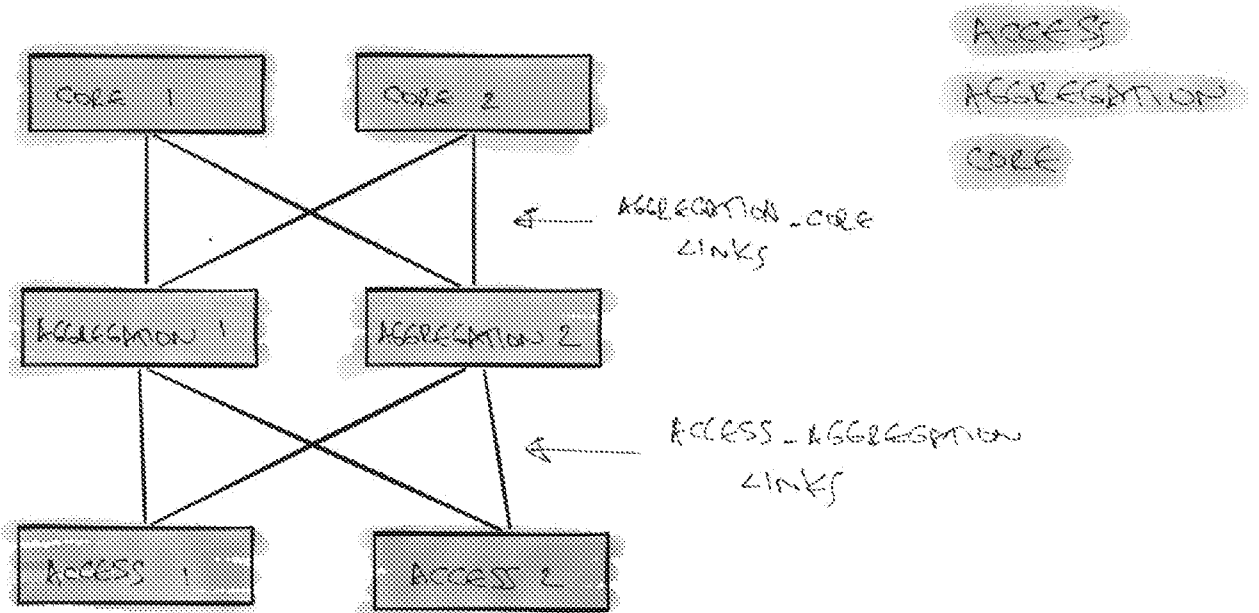 ACCESS
AGGREGATION
CORE
CORE 1
CORE 2
AGGREGATION_CORE
LINKS
AGGREGATION 1
AGGREGATION 2
ACCESS_AGGREGATION
LINKS
ACCESS 1
ACCESS 2